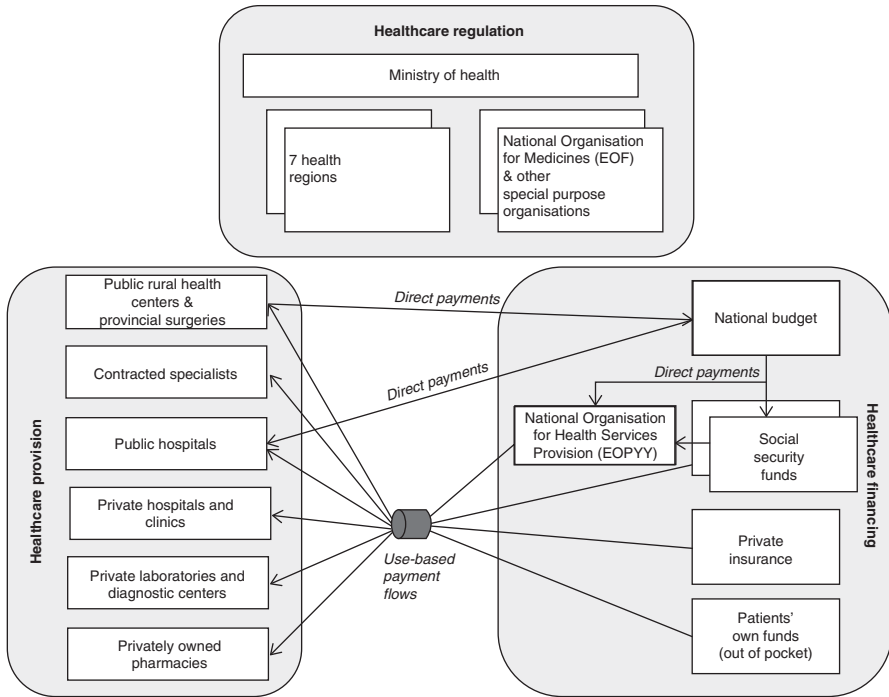 Healthcare regulation
Ministry of health
7 health
regions
National Organisation
for Medicines (EOF)
& other
special purpose
organisations
Healthcare provision
Public rural health
centers &
provincial surgeries
Contracted specialists
Public hospitals
Private hospitals and
clinics
Private laboratories and
diagnostic centers
Privately owned
pharmacies
Direct payments
Direct payments
Use-based
payment
flows
Healthcare financing
National budget
Direct payments
National Organisation
for Health Services
Provision (EOPYY)
Social
security
funds
Private
insurance
Patients’
own funds
(out of pocket)